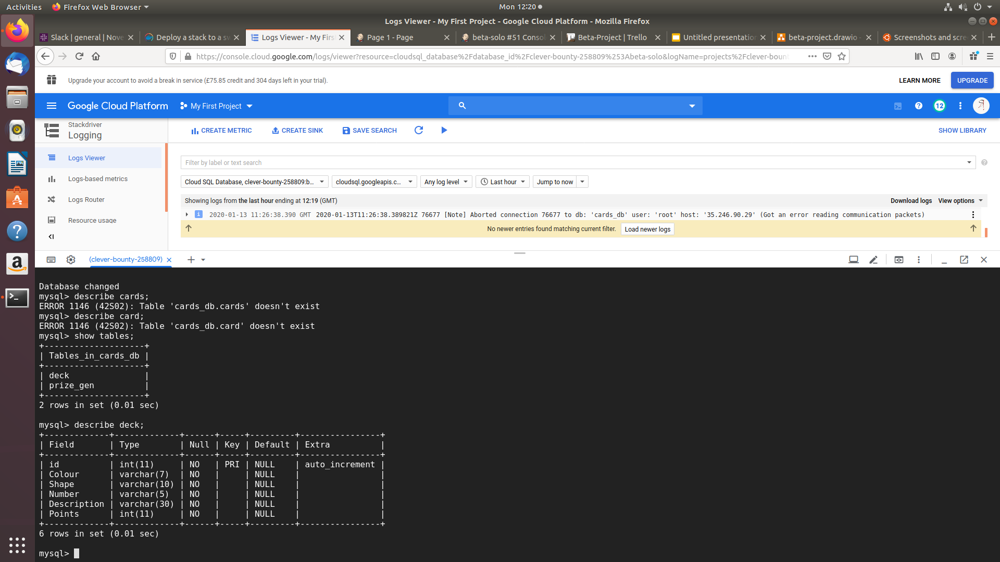 Activities Firefox Web Browser Mon 12:20
Logs Viewer - My First Project - Google Cloud Platform - Mozilla Firefox
Slack | general | Nove Deploy a stack to a sw Logs Viewer - My Firs Page 1 - Page beta-solo #51 Consol Beta-Project | Trello Untitled presentation beta-project.drawio - Screenshots and scre
https://console.cloud.google.com/logs/viewer?resource=cloudsql_database%2Fdatabase_id%2Fclever-bounty-258809%253Abeta-solo&logName=projects%2Fclever-bount
Upgrade your account to avoid a break in service (£75.85 credit and 304 days left in your trial). LEARN MORE UPGRADE
Google Cloud Platform My First Project 12
Stackdriver
Logging
CREATE METRIC CREATE SINK SAVE SEARCH SHOW LIBRARY
Logs Viewer
Logs-based metrics
Logs Router
Resource usage
Filter by label or text search
Cloud SQL Database, clever-bounty-258809:b... cloudsql.googleapis.c... Any log level Last hour Jump to now
Showing logs from the last hour ending at 12:19 (GMT) Download logs View options
i 2020-01-13 11:26:38.390 GMT 2020-01-13T11:26:38.389821Z 76677 [Note] Aborted connection 76677 to db: 'cards_db' user: 'root' host: '35.246.90.29' (Got an error reading communication packets)
No newer entries found matching current filter. Load newer logs
(clever-bounty-258809)
Database changed
mysql> describe cards;
ERROR 1146 (42S02): Table 'cards_db.cards' doesn't exist
mysql> describe card;
ERROR 1146 (42S02): Table 'cards_db.card' doesn't exist
mysql> show tables;
+--------------------+
| Tables_in_cards_db |
+--------------------+
| deck               |
| prize_gen          |
+--------------------+
2 rows in set (0.01 sec)
mysql> describe deck;
+-------------+-------------+------+-----+---------+----------------+
| Field       | Type        | Null | Key | Default | Extra          |
+-------------+-------------+------+-----+---------+----------------+
| id          | int(11)     | NO   | PRI | NULL    | auto_increment |
| Colour      | varchar(7)  | NO   |     | NULL    |                |
| Shape       | varchar(10) | NO   |     | NULL    |                |
| Number      | varchar(5)  | NO   |     | NULL    |                |
| Description | varchar(30) | NO   |     | NULL    |                |
| Points      | int(11)     | NO   |     | NULL    |                |
+-------------+-------------+------+-----+---------+----------------+
6 rows in set (0.01 sec)
mysql>